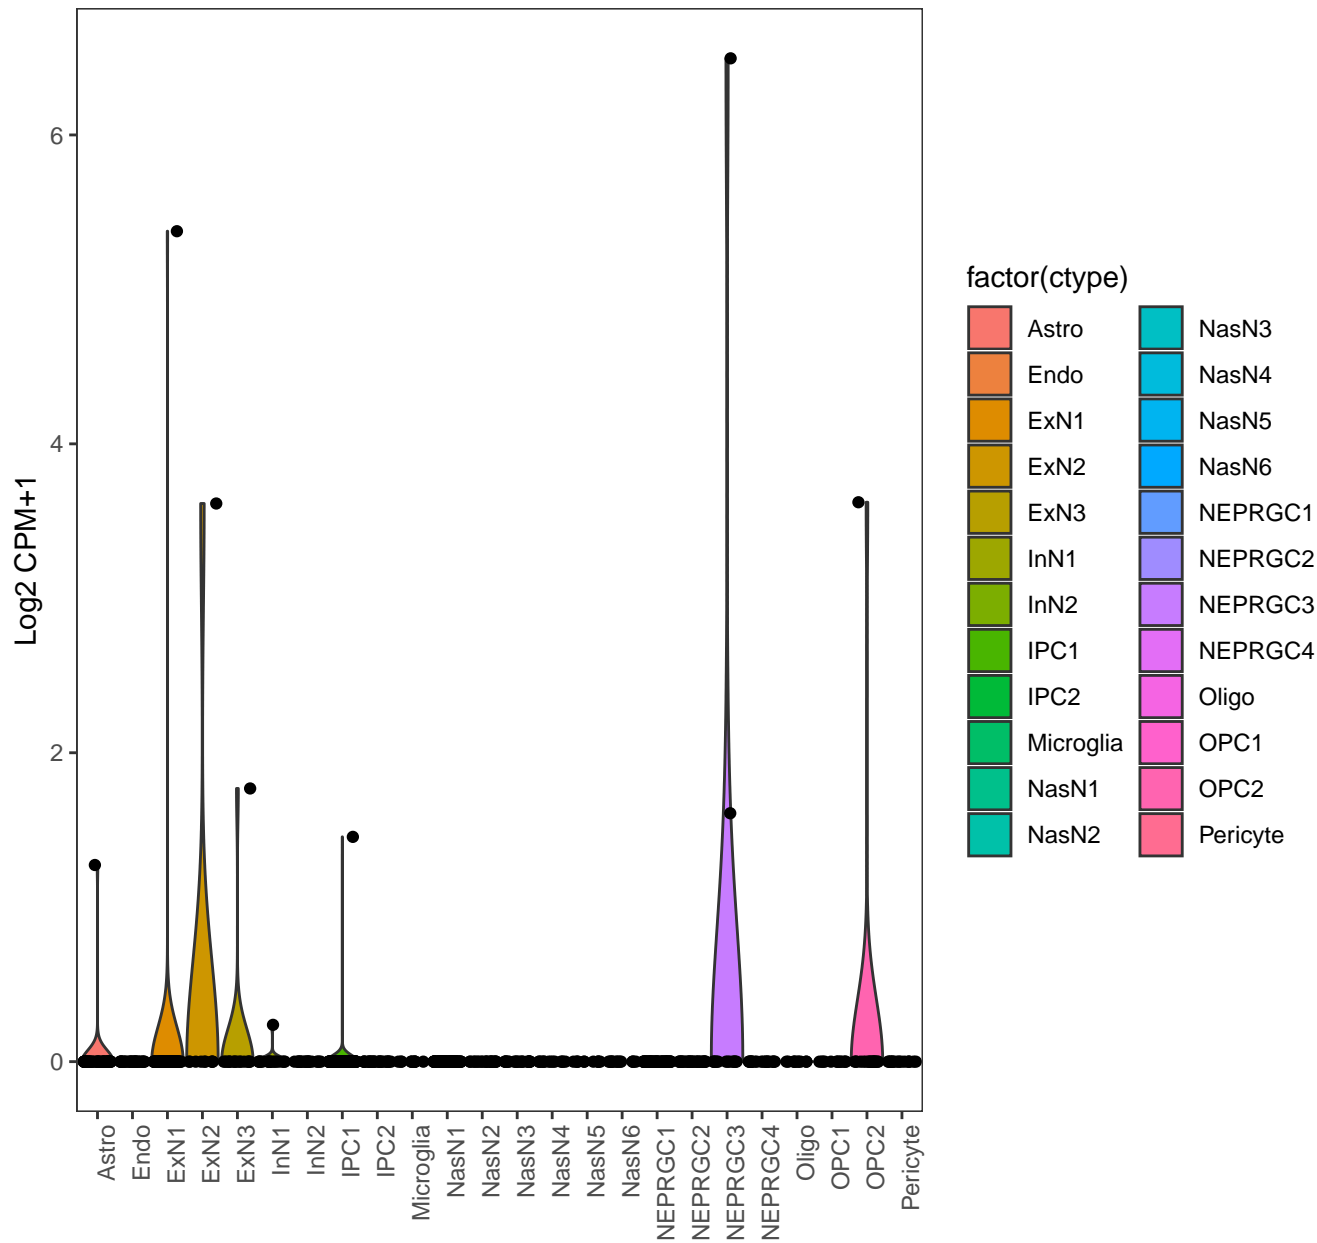 6
4
2
0
Log2 CPM+1
Astro
Endo
ExN1
ExN2
ExN3
InN1
InN2
IPC1
IPC2
Microglia
NasN1
NasN2
NasN3
NasN4
NasN5
NasN6
NEPRGC1
NEPRGC2
NEPRGC3
NEPRGC4
Oligo
OPC1
OPC2
Pericyte
factor(ctype)
Astro
Endo
ExN1
ExN2
ExN3
InN1
InN2
IPC1
IPC2
Microglia
NasN1
NasN2
NasN3
NasN4
NasN5
NasN6
NEPRGC1
NEPRGC2
NEPRGC3
NEPRGC4
Oligo
OPC1
OPC2
Pericyte